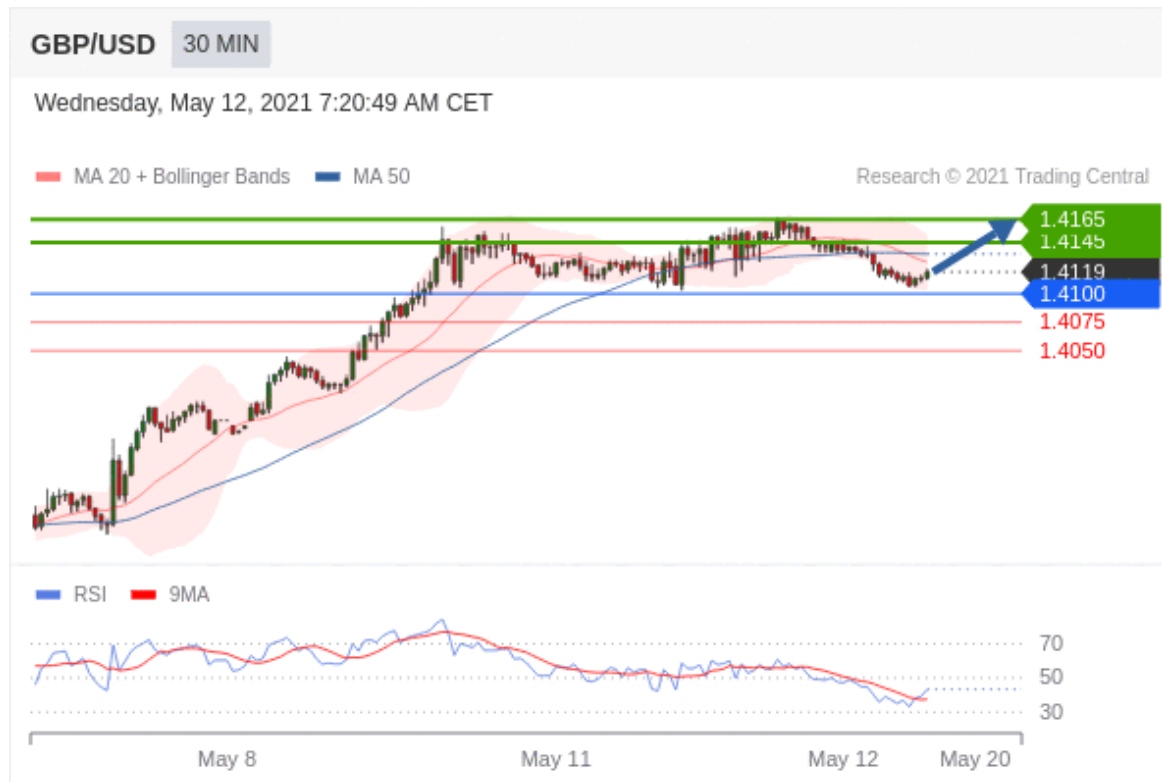 GBP/USD 30 MIN
Wednesday, May 12, 2021 7:20:49 AM CET
MA 20 + Bollinger Bands MA 50 Research © 2021 Trading Central
1.4165
1.4145
1.4119
1.4100
1.4075
1.4050
RSI 9MA
70
50
30
May 8 May 11 May 12 May 20